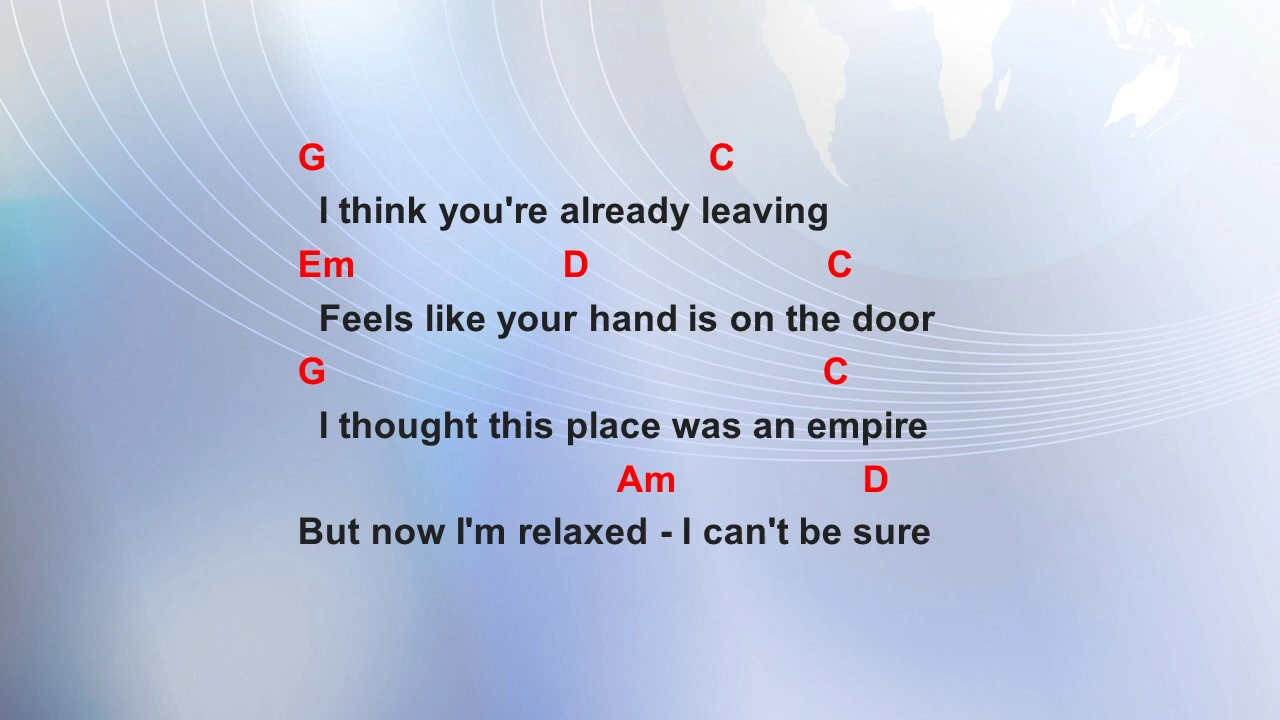 G C
I think you're already leaving
Em D C
Feels like your hand is on the door
G C
I thought this place was an empire
Am D
But now I'm relaxed - I can't be sure